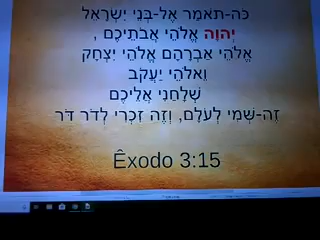 כֹּה-תֹאמַר אֶל-בְּנֵי יִשְׂרָאֵל
יְהוָה אֱלֹהֵי אֲבֹתֵיכֶם ,
אֱלֹהֵי אַבְרָהָם אֱלֹהֵי יִצְחָק
וֵאלֹהֵי יַעֲקֹב
שְׁלָחַנִי אֲלֵיכֶם
זֶה-שְּׁמִי לְעֹלָם, וְזֶה זִכְרִי לְדֹר דֹּר
Êxodo 3:15